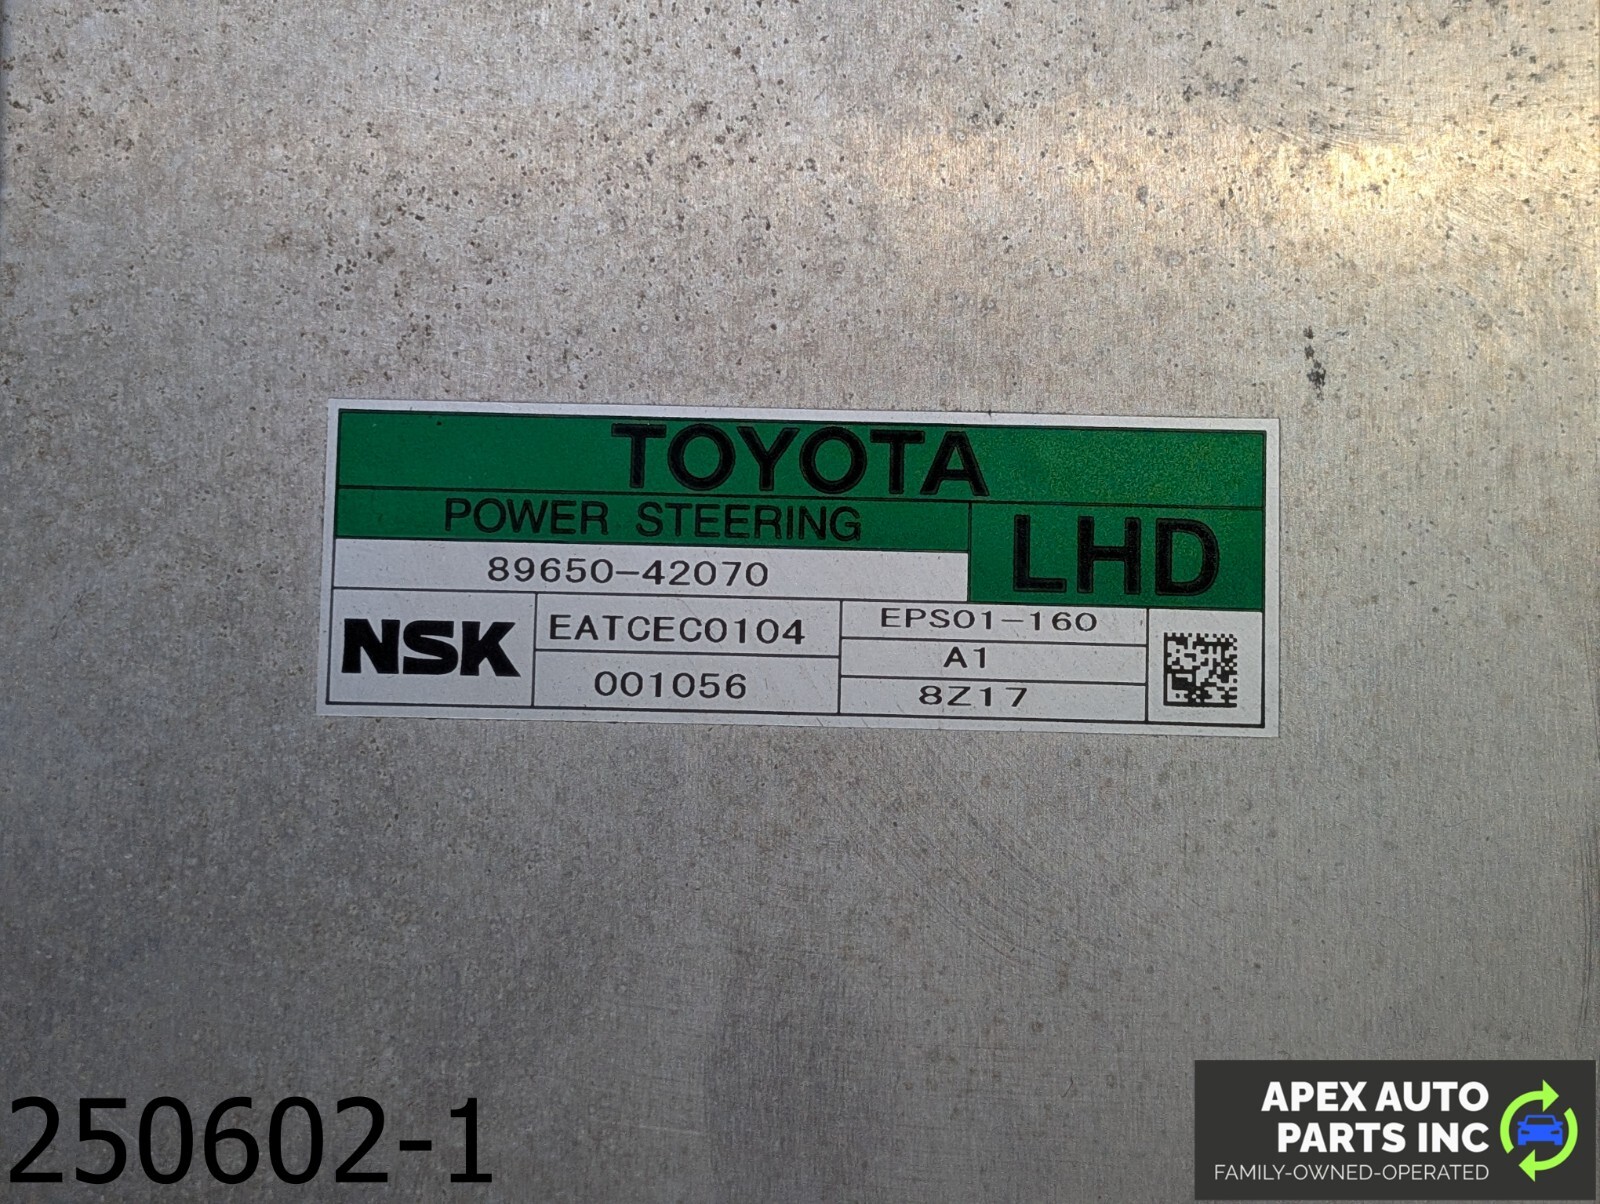 TOYOTA
POWER STEERING
LHD
89650-42070
NSK
EATCEC0104
001056
EPS01-160
A1
8Z17
250602-1
APEX AUTO
PARTS INC
FAMILY-OWNED-OPERATED